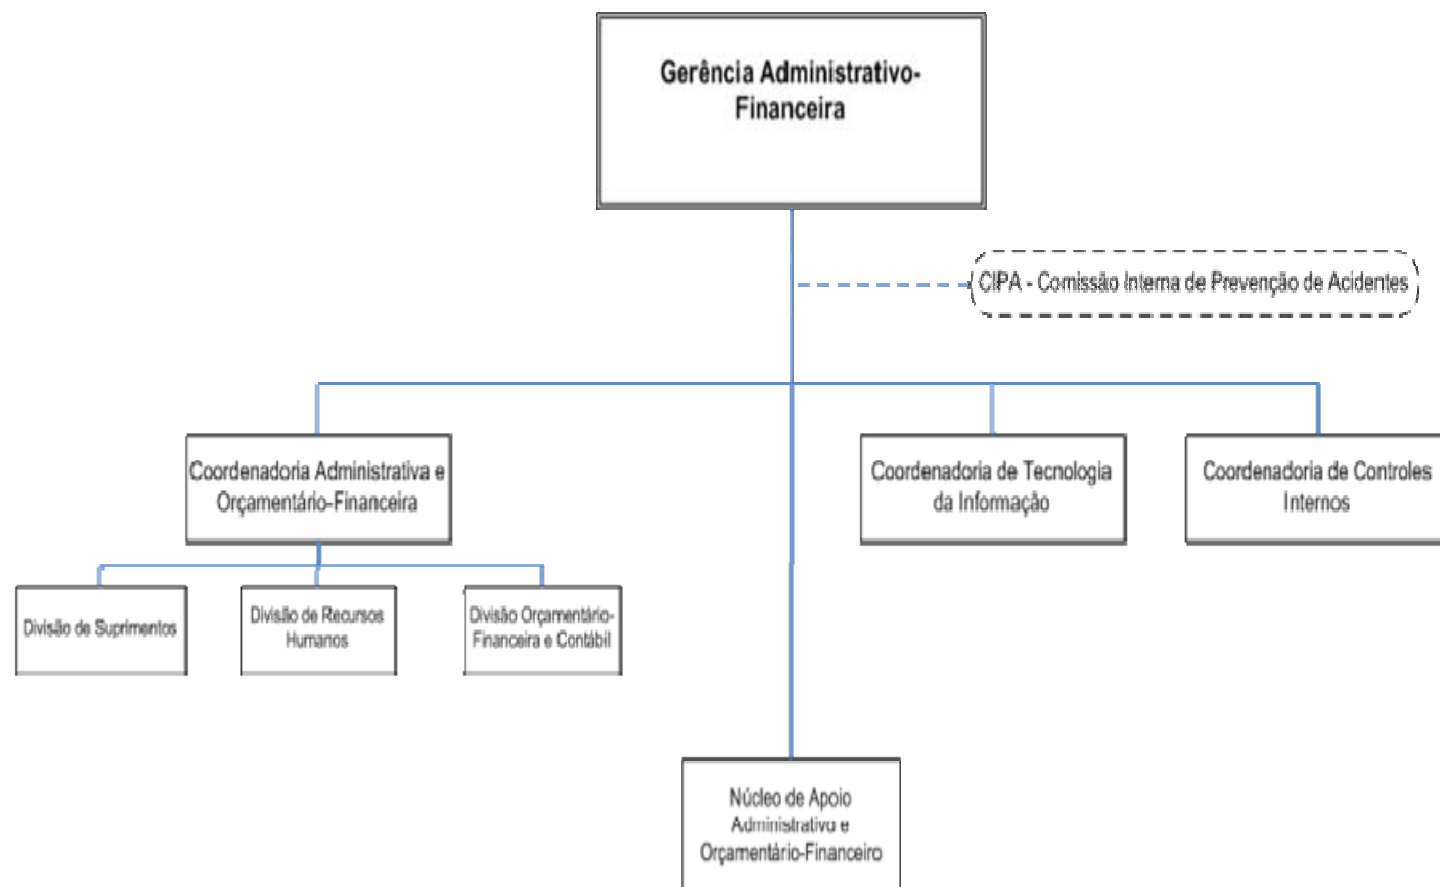 Gerência Administrativo-
Financeira
CIPA - Comissão Interna de Prevenção de Acidentes
Coordenadoria Administrativa e
Orçamentário-Financeira
Coordenadoria de Tecnologia
da Informação
Coordenadoria de Controles
Internos
Divisão de Suprimentos
Divisão de Recursos
Humanos
Divisão Orçamentário-
Financeira e Contábil
Núcleo de Apoio
Administrativo e
Orçamentário-Financeiro